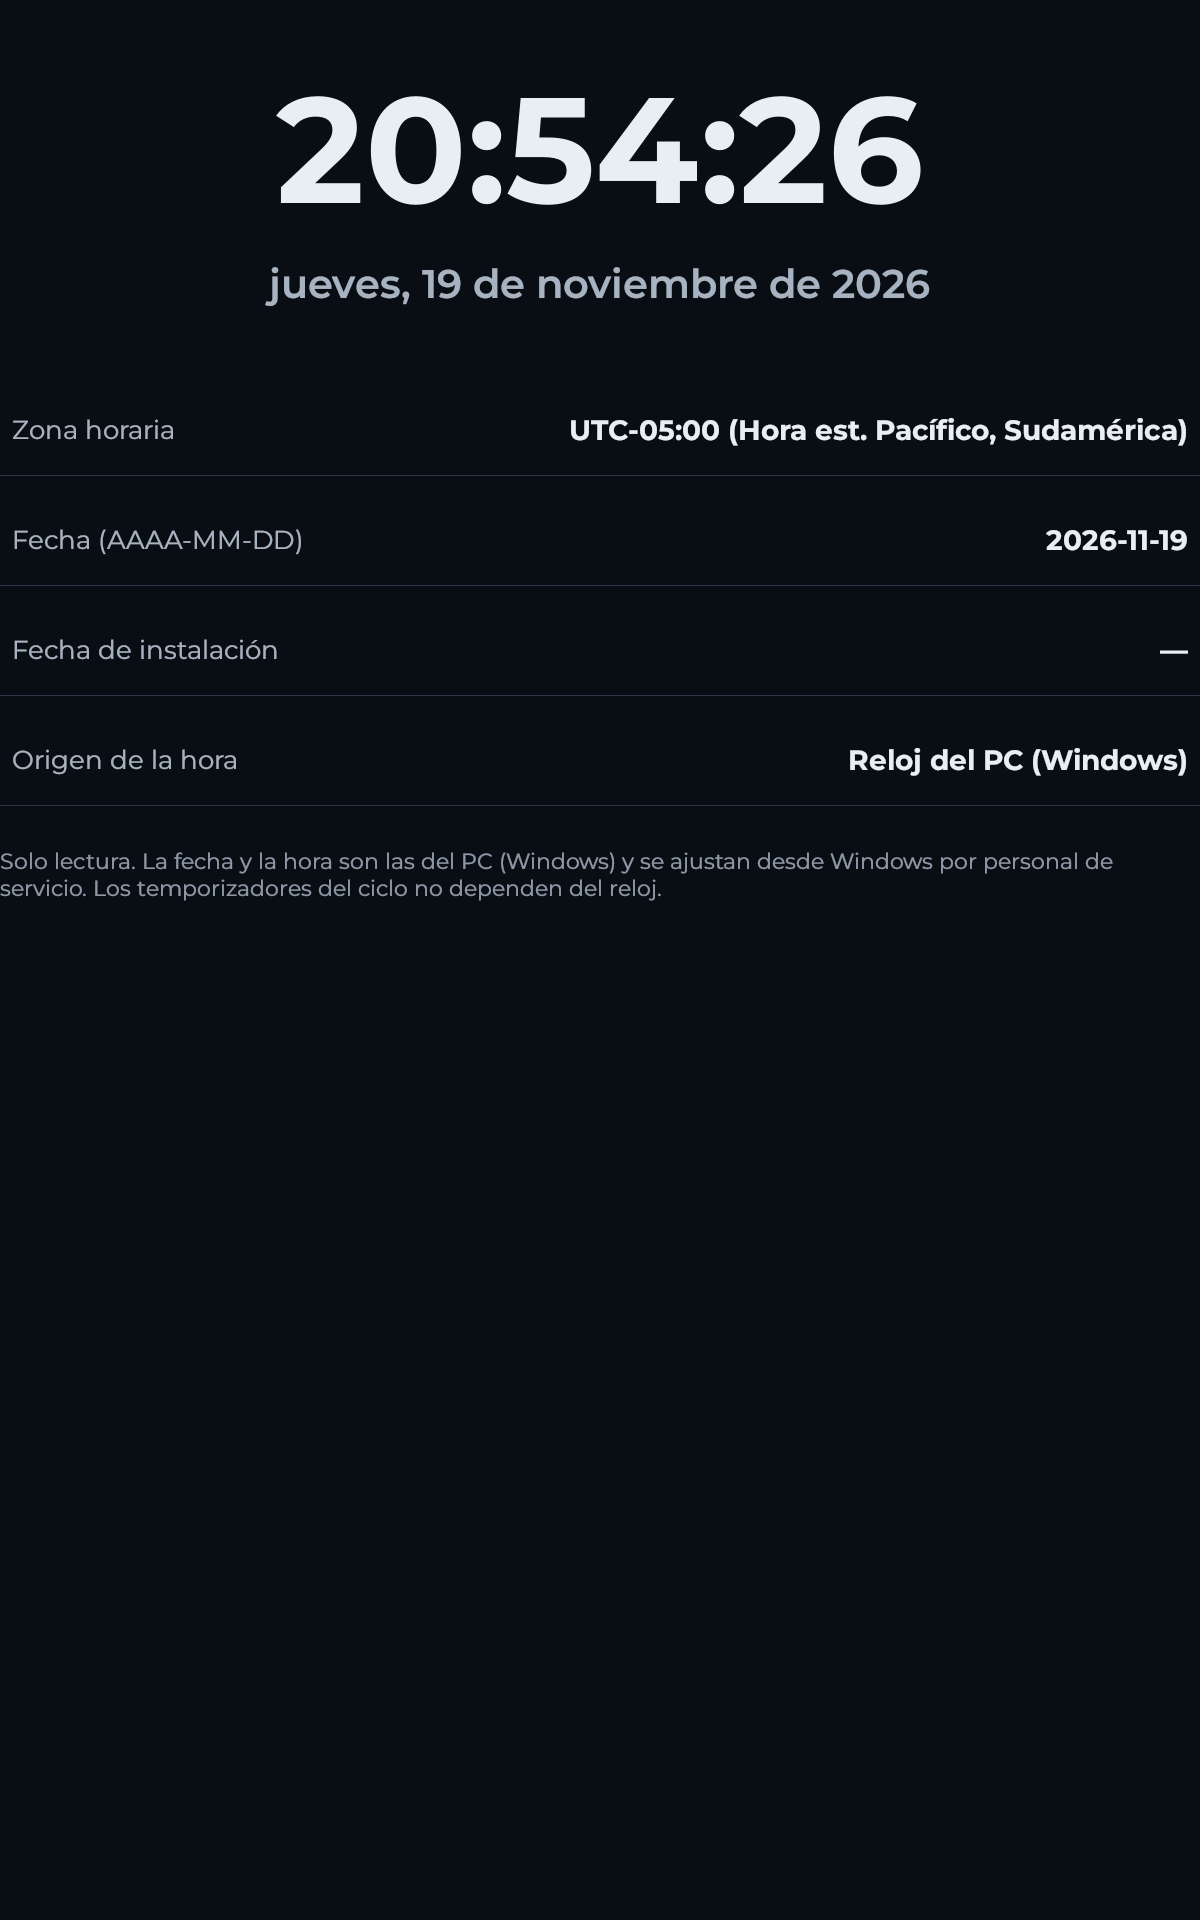 20:54:26
jueves, 19 de noviembre de 2026
Zona horaria
UTC-05:00 (Hora est. Pacífico, Sudamérica)
Fecha (AAAA-MM-DD)
2026-11-19
Fecha de instalación
—
Origen de la hora
Reloj del PC (Windows)
Solo lectura. La fecha y la hora son las del PC (Windows) y se ajustan desde Windows por personal de
servicio. Los temporizadores del ciclo no dependen del reloj.